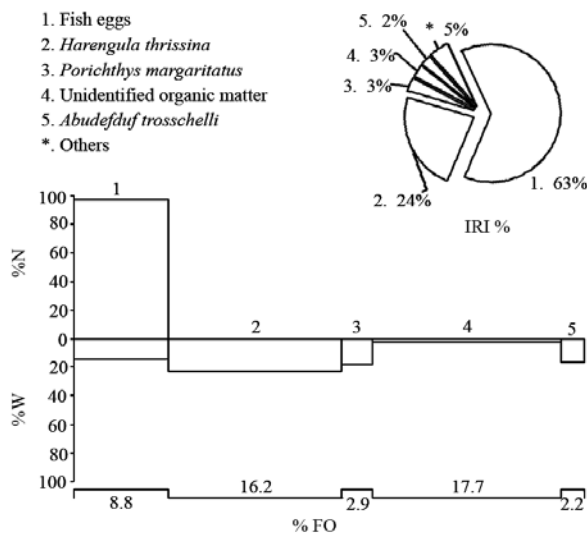 1. Fish eggs
2. Harengula thrissina
3. Porichthys margaritatus
4. Unidentified organic matter
5. Abudefduf trosschelli
*. Others
5. 2%
* 5%
4. 3%
3. 3%
2. 24%
1. 63%
IRI %
%N
100
80
60
40
20
0
1
2
3
4
5
%W
20
40
60
80
100
8.8
16.2
2.9
17.7
2.2
% FO